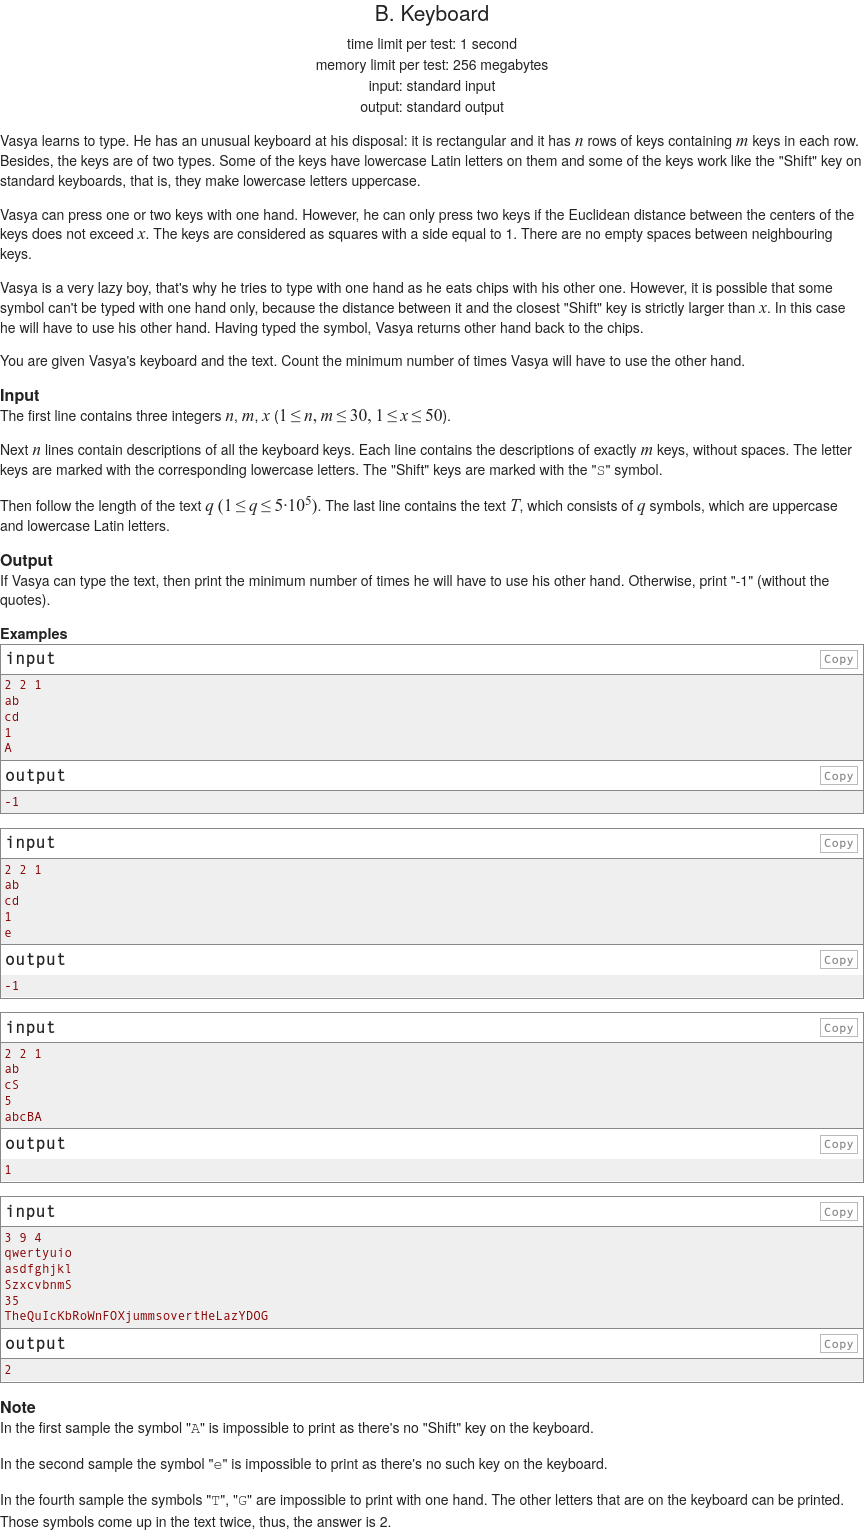 B. Keyboard
time limit per test: 1 second
memory limit per test: 256 megabytes
input: standard input
output: standard output
Vasya learns to type. He has an unusual keyboard at his disposal: it is rectangular and it has n rows of keys containing m keys in each row.
Besides, the keys are of two types. Some of the keys have lowercase Latin letters on them and some of the keys work like the "Shift" key on
standard keyboards, that is, they make lowercase letters uppercase.
Vasya can press one or two keys with one hand. However, he can only press two keys if the Euclidean distance between the centers of the
keys does not exceed x. The keys are considered as squares with a side equal to 1. There are no empty spaces between neighbouring
keys.
Vasya is a very lazy boy, that's why he tries to type with one hand as he eats chips with his other one. However, it is possible that some
symbol can't be typed with one hand only, because the distance between it and the closest "Shift" key is strictly larger than x. In this case
he will have to use his other hand. Having typed the symbol, Vasya returns other hand back to the chips.
You are given Vasya's keyboard and the text. Count the minimum number of times Vasya will have to use the other hand.
Input
The first line contains three integers n, m, x (1 ≤ n, m ≤ 30, 1 ≤ x ≤ 50).
Next n lines contain descriptions of all the keyboard keys. Each line contains the descriptions of exactly m keys, without spaces. The letter
keys are marked with the corresponding lowercase letters. The "Shift" keys are marked with the "S" symbol.
Then follow the length of the text q (1 ≤ q ≤ 5·10⁵). The last line contains the text T, which consists of q symbols, which are uppercase
and lowercase Latin letters.
Output
If Vasya can type the text, then print the minimum number of times he will have to use his other hand. Otherwise, print "-1" (without the
quotes).
Examples
input Copy
2 2 1
ab
cd
1
A
output Copy
-1
input Copy
2 2 1
ab
cd
1
e
output Copy
-1
input Copy
2 2 1
ab
cS
5
abcBA
output Copy
1
input Copy
3 9 4
qwertyuio
asdfghjkl
SzxcvbnmS
35
TheQuIcKbRoWnFOXjummsovertHeLazYDOG
output Copy
2
Note
In the first sample the symbol "A" is impossible to print as there's no "Shift" key on the keyboard.
In the second sample the symbol "e" is impossible to print as there's no such key on the keyboard.
In the fourth sample the symbols "T", "G" are impossible to print with one hand. The other letters that are on the keyboard can be printed.
Those symbols come up in the text twice, thus, the answer is 2.